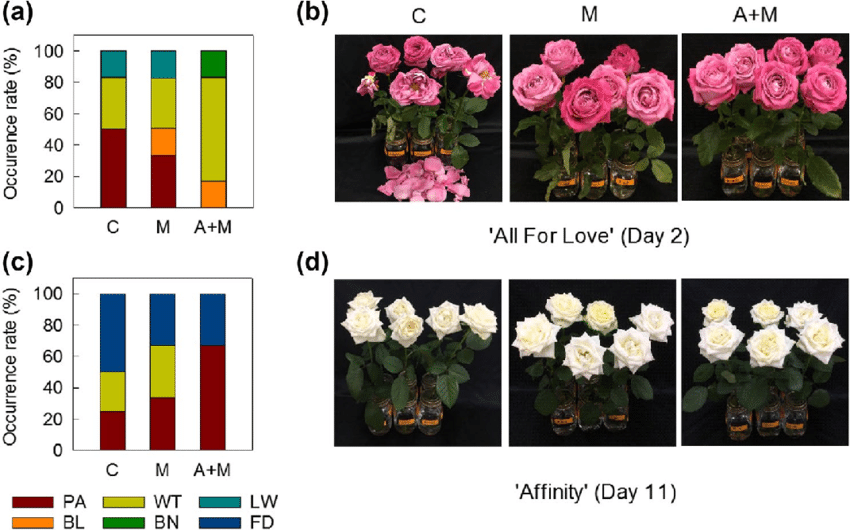 (a)
Occurence rate (%)
100
80
60
40
20
0
C M A+M
(b)
C M A+M
'All For Love' (Day 2)
(c)
Occurrence rate (%)
100
80
60
40
20
0
C M A+M
PA WT LW
BL BN FD
(d)
'Affinity' (Day 11)